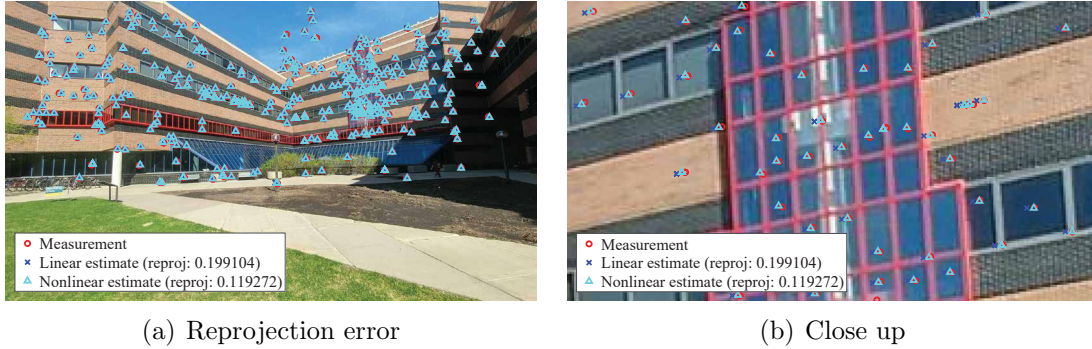 Measurement
Linear estimate (reproj: 0.199104)
Nonlinear estimate (reproj: 0.119272)
Measurement
Linear estimate (reproj: 0.199104)
Nonlinear estimate (reproj: 0.119272)
(a) Reprojection error
(b) Close up